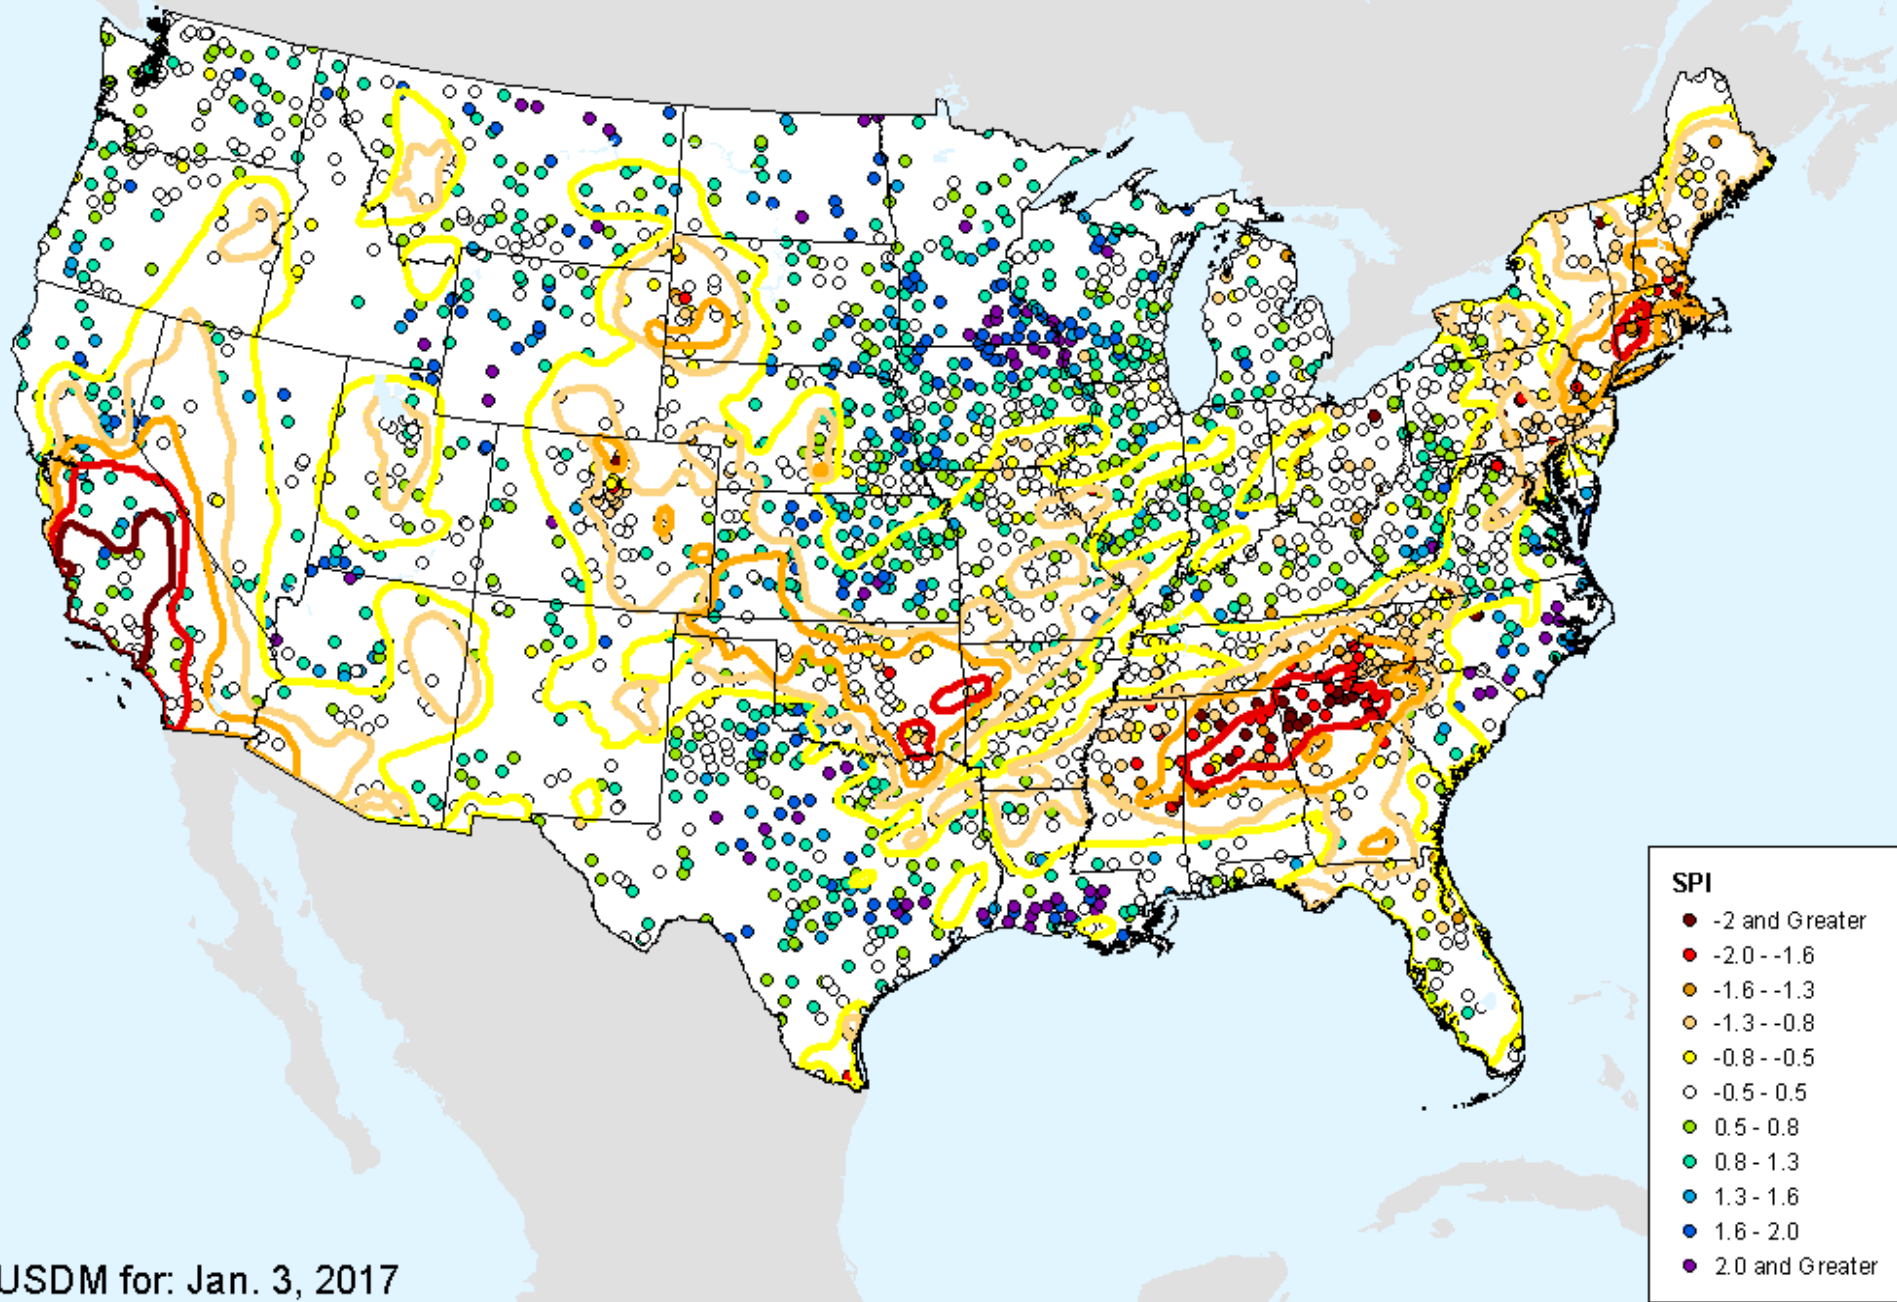 SPI
-2 and Greater
-2.0 - -1.6
-1.6 - -1.3
-1.3 - -0.8
-0.8 - -0.5
-0.5 - 0.5
0.5 - 0.8
0.8 - 1.3
1.3 - 1.6
1.6 - 2.0
2.0 and Greater
USDM for: Jan. 3, 2017